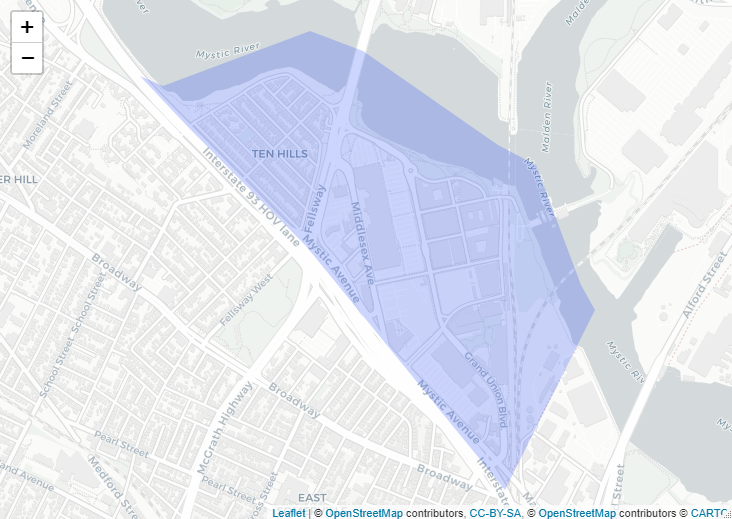 +
−
Mystic River
Malden
Malden River
Moreland Street
TEN HILLS
ER HILL
Interstate 93 HOV lane
Fellsway
Middlesex Ave
Mystic River
Mystic Avenue
Broadway
Fellsway West
School Street
School Street
Alford Street
Mystic Riv
Grand Union Blvd
Mystic Avenue
Broadway
McGrath Highway
Pearl Street
Medford Street
Pearl Street
Broadway
Interstate
EAST
Leaflet | © OpenStreetMap contributors, CC-BY-SA, © OpenStreetMap contributors © CARTO